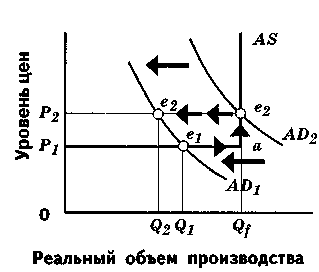 Уровень цен
AS
P₂
e₂
e₂
AD₂
P₁
e₁
a
AD₁
0
Q₂ Q₁ Q𝒇
Реальный объем производства